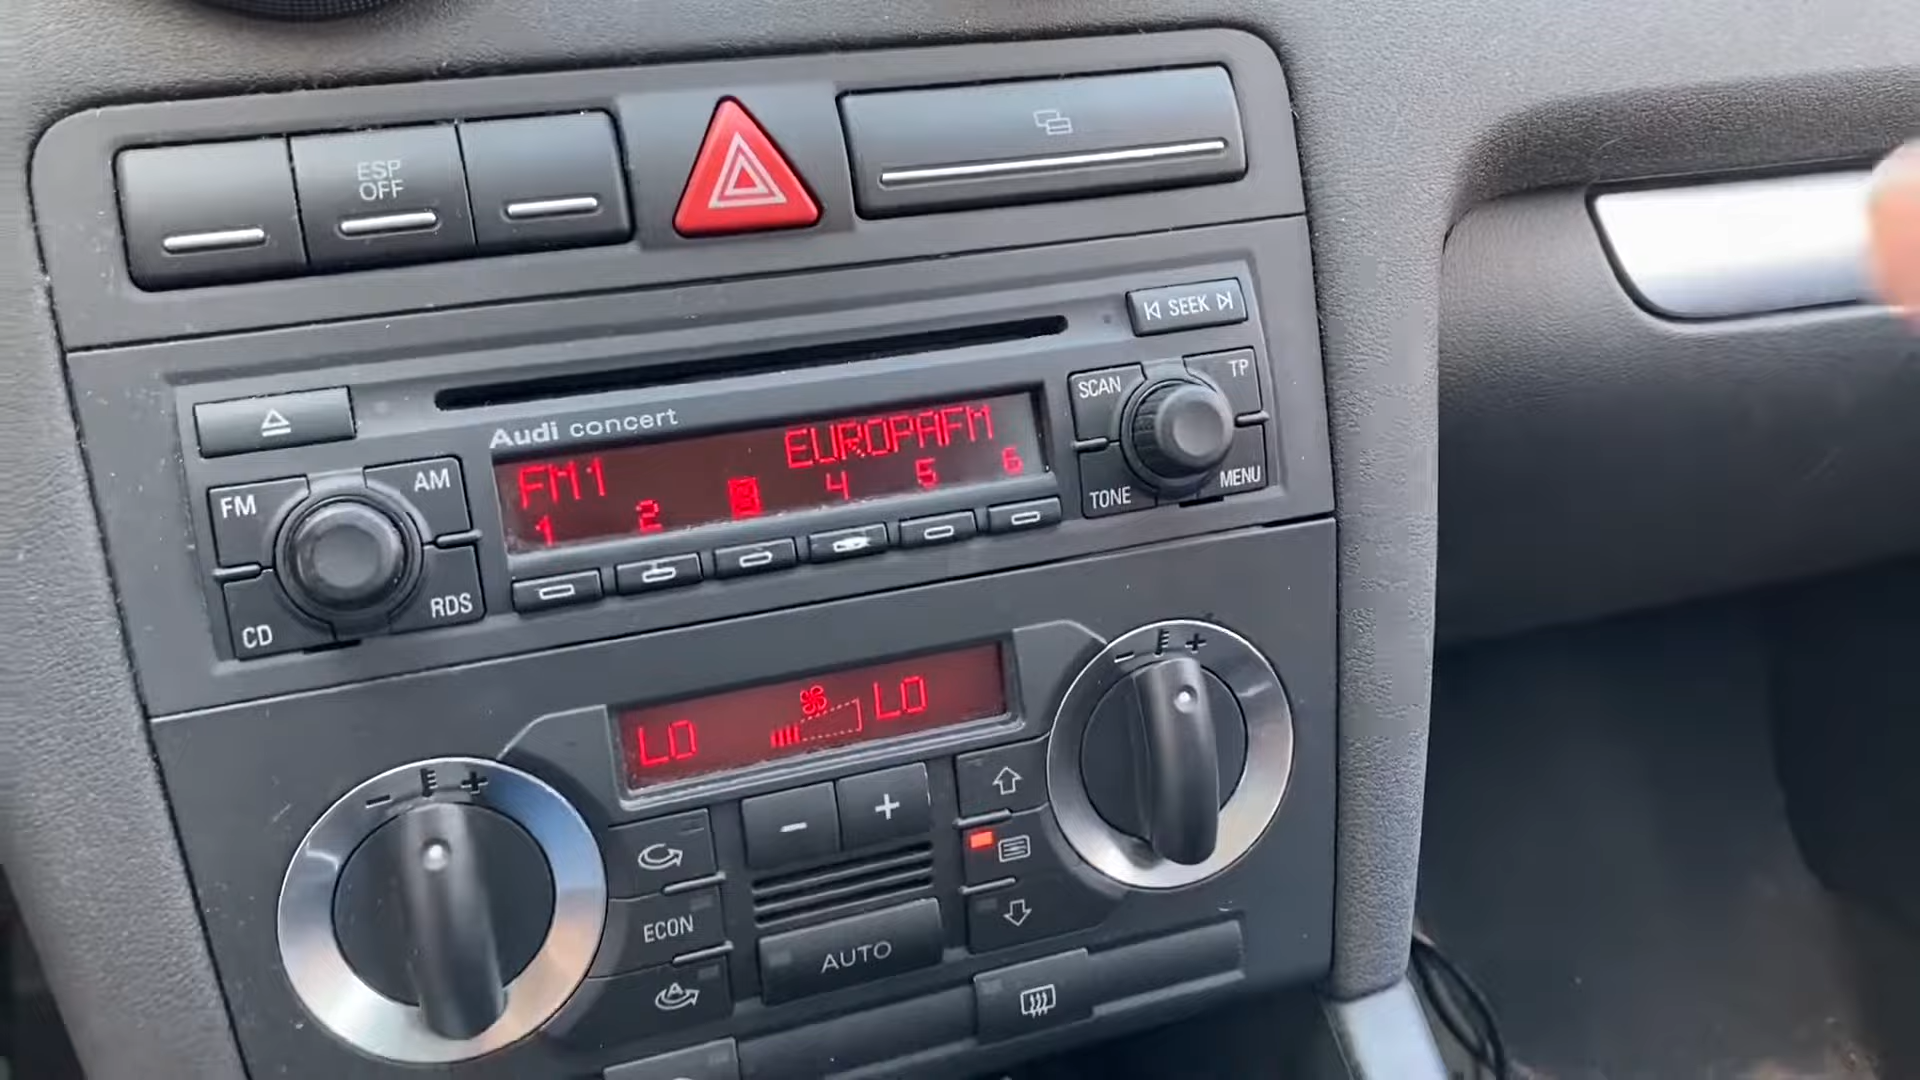 ESP
OFF
SEEK
SCAN
TP
Audi concert
EUROPAFM
FM1
1 2 3 4 5 6
FM
AM
TONE
MENU
CD
RDS
- +
LO
LO
- +
- +
ECON
AUTO
A